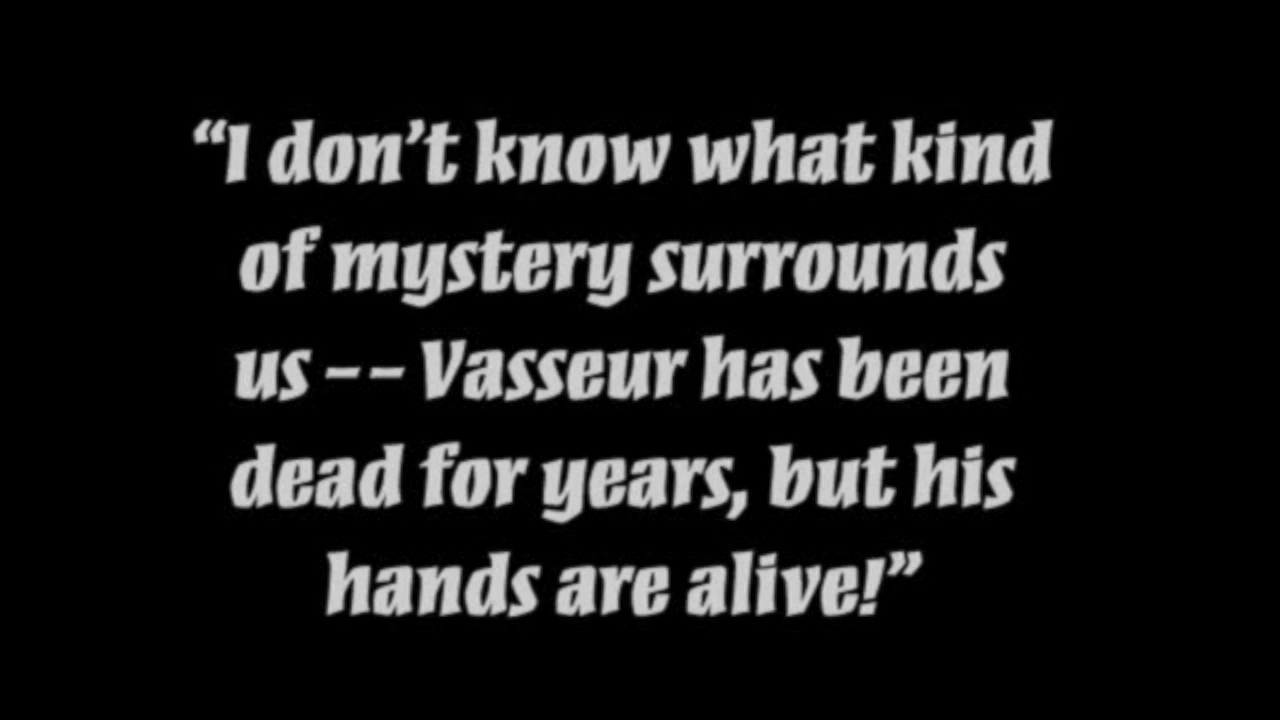 “I don’t know what kind
of mystery surrounds
us -- Vasseur has been
dead for years, but his
hands are alive!”